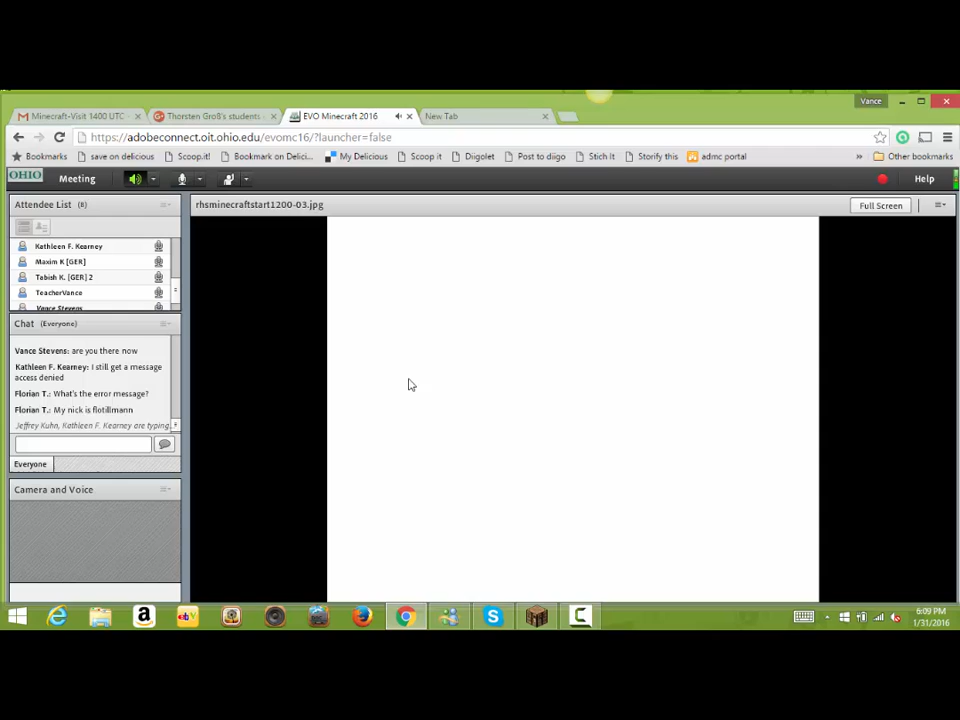 Vance
Minecraft-Visit 1400 UTC
Thorsten Groß's students
EVO Minecraft 2016
New Tab
https://adobeconnect.oit.ohio.edu/evomc16/?launcher=false
Bookmarks
save on delicious
Scoop.it!
Bookmark on Delici...
My Delicious
Scoop it
Diigolet
Post to diigo
Stich It
Storify this
admc portal
»
Other bookmarks
OHIO
Meeting
Help
Attendee List (8)
rhsminecraftstart1200-03.jpg
Full Screen
Kathleen F. Kearney
Maxim K [GER]
Tabish K. [GER] 2
TeacherVance
Vance Stevens
Chat (Everyone)
Vance Stevens: are you there now
Kathleen F. Kearney: I still get a message
access denied
Florian T.: What's the error message?
Florian T.: My nick is flotillmann
Jeffrey Kuhn, Kathleen F. Kearney are typing.
Everyone
Camera and Voice
6:09 PM
1/31/2016